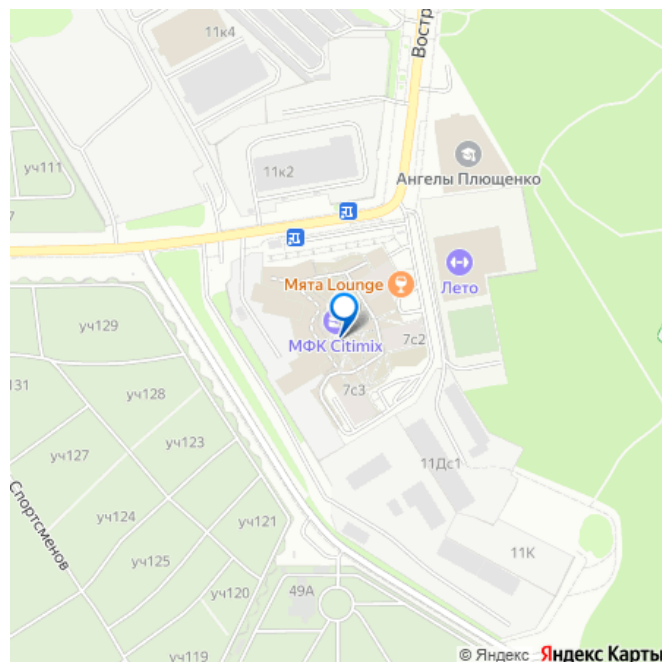 11к4
Востр
уч111
11к2
Ангелы Плющенко
7
Мята Lounge
Лето
МФК Citimix
7с2
уч129
7с3
131
уч128
уч123
уч127
11Дс1
Спортсменов
уч124
уч121
уч125
11К
уч120
49А
уч119
© Яндекс Яндекс Карты